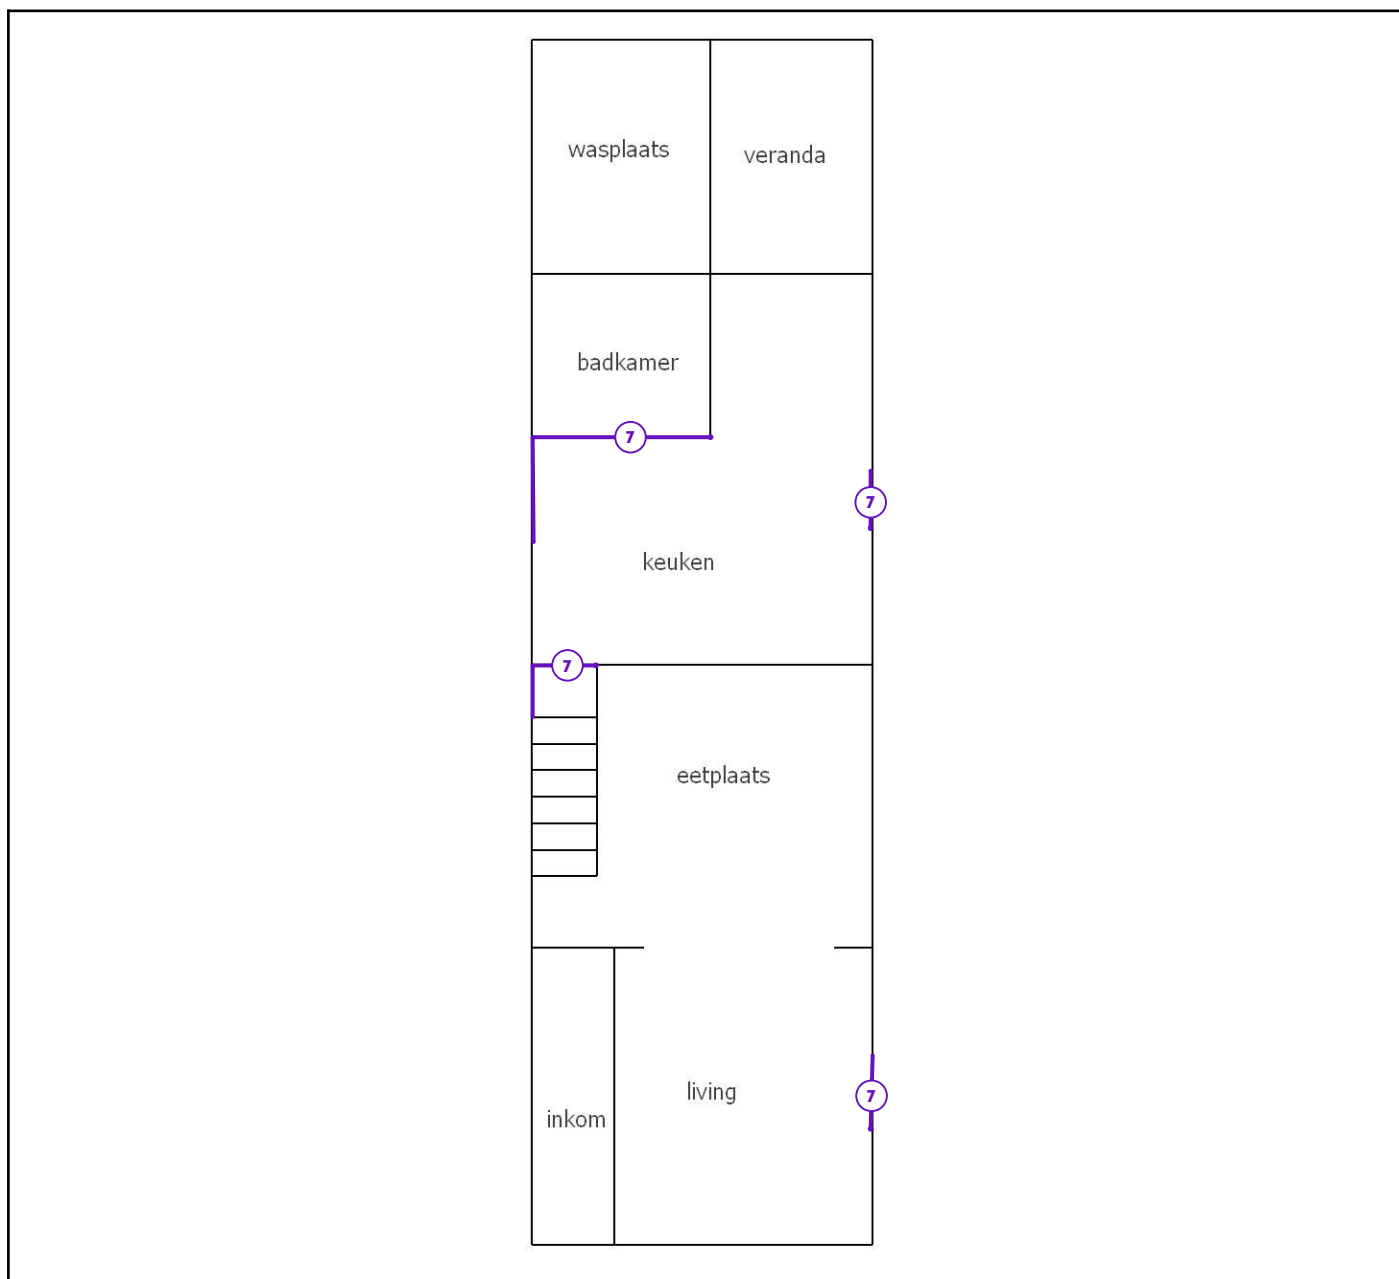 wasplaats
veranda
badkamer
7
7
keuken
7
eetplaats
living
7
inkom